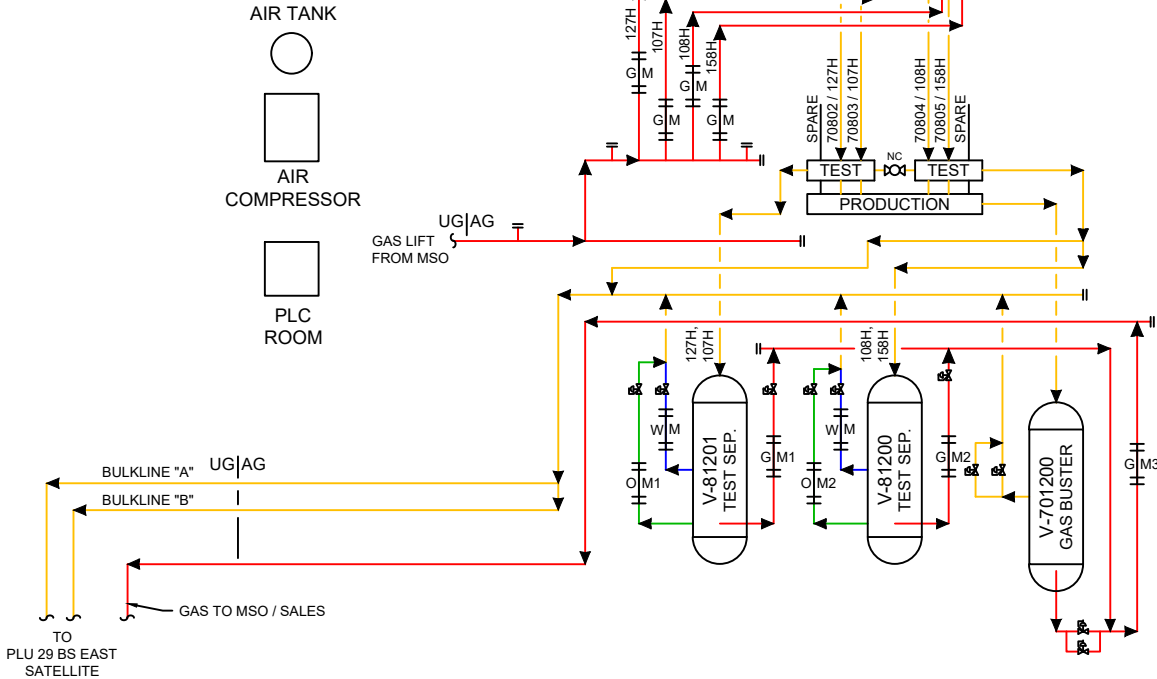 AIR TANK
AIR
COMPRESSOR
PLC
ROOM
127H
107H
108H
158H
G M
G M
G M
G M
SPARE
70802 / 127H
70803 / 107H
70804 / 108H
70805 / 158H
SPARE
TEST
NC
TEST
PRODUCTION
UG AG
GAS LIFT
FROM MSO
127H,
107H
108H,
158H
W M
O M1
V-81201
TEST SEP.
G M1
W M
O M2
V-81200
TEST SEP.
G M2
V-701200
GAS BUSTER
G M3
BULKLINE "A"
UG AG
BULKLINE "B"
GAS TO MSO / SALES
TO
PLU 29 BS EAST
SATELLITE